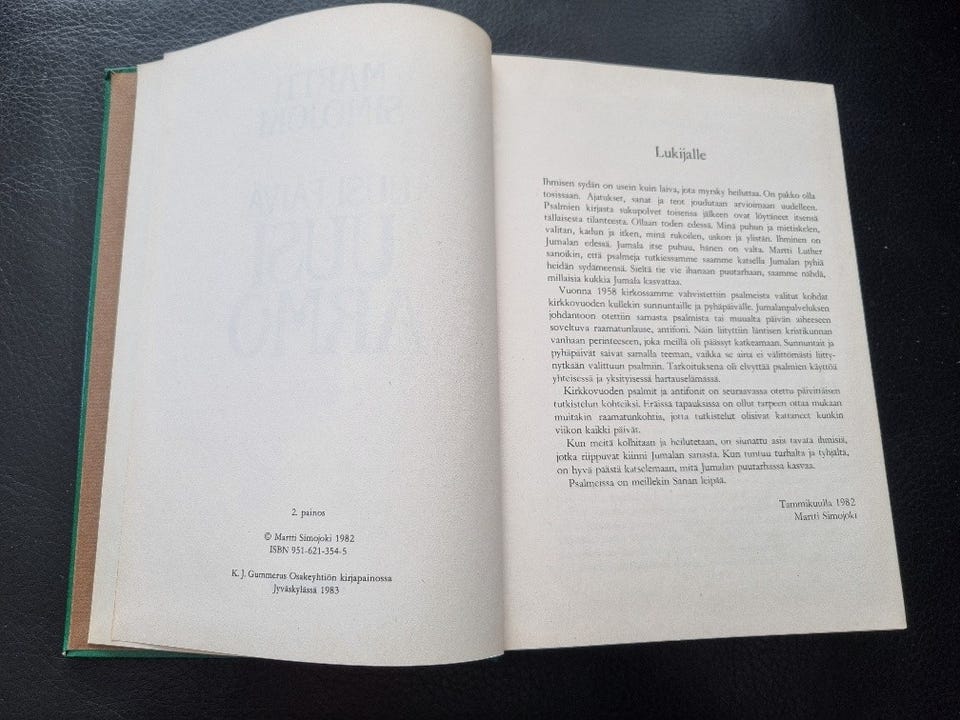 2. painos
© Martti Simojoki 1982
ISBN 951-621-354-5
K. J. Gummerus Osakeyhtiön kirjapainossa
Jyväskylässä 1983
Lukijalle
Ihmisen sydän on usein kuin laiva, jota myrsky heiluttaa. On pakko olla
tosissaan. Ajatukset, sanat ja teot joudutaan arvioimaan uudelleen.
Psalmien kirjasta sukupolvet toisensa jälkeen ovat löytäneet itsensä
tällaisesta tilanteesta. Ollaan toden edessä. Minä puhun ja mietiskelen,
valitan, kadun ja itken, minä rukoilen, uskon ja ylistän. Ihminen on
Jumalan edessä. Jumala itse puhuu, hänen on valta. Martti Luther
sanoikin, että psalmeja tutkiessamme saamme katsella Jumalan pyhiä
heidän sydämeensä. Sieltä tie vie ihanaan puutarhaan, saamme nähdä,
millaisia kukkia Jumala kasvattaa.
Vuonna 1958 kirkossamme vahvistettiin psalmeista valitut kohdat
kirkkovuoden kullekin sunnuntaille ja pyhäpäivälle. Jumalanpalveluksen
johdantoon otettiin samasta psalmista tai muualta päivän aiheeseen
soveltuva raamatunlause, antifoni. Näin liityttiin läntisen kristikunnan
vanhaan perinteeseen, joka meillä oli päässyt katkeamaan. Sunnuntait ja
pyhäpäivät saivat samalla teeman, vaikka se aina ei välittömästi liitty-
nytkään valittuun psalmiin. Tarkoituksena oli elvyttää psalmien käyttöä
yhteisessä ja yksityisessä hartauselämässä.
Kirkkovuoden psalmit ja antifonit on seuraavassa otettu päivittäisen
tutkistelun kohteiksi. Eräissä tapauksissa on ollut tarpeen ottaa mukaan
muitakin raamatunkohtia, jotta tutkistelut olisivat kattaneet kunkin
viikon kaikki päivät.
Kun meitä kolhitaan ja heilutetaan, on siunattu asia tavata ihmisiä,
jotka riippuvat kiinni Jumalan sanasta. Kun tuntuu turhalta ja tyhjältä,
on hyvä päästä katselemaan, mitä Jumalan puutarhassa kasvaa.
Psalmeissa on meillekin Sanan leipää.
Tammikuulla 1982
Martti Simojoki